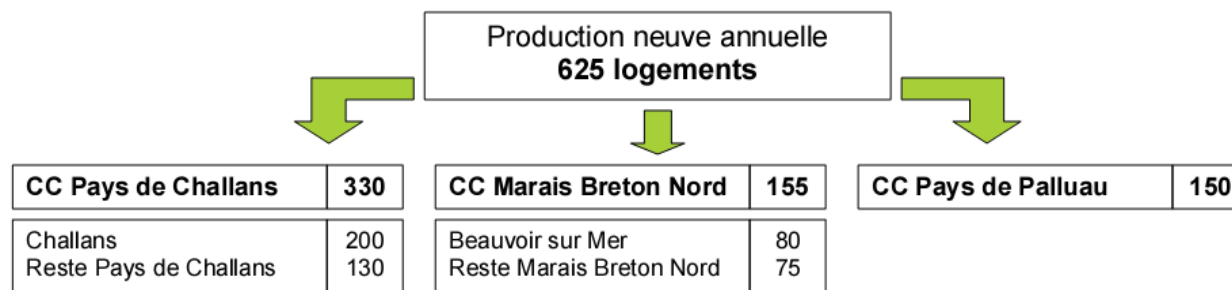 Production neuve annuelle
625 logements
CC Pays de Challans 330
CC Marais Breton Nord 155
CC Pays de Palluau 150
Challans 200
Reste Pays de Challans 130
Beauvoir sur Mer 80
Reste Marais Breton Nord 75